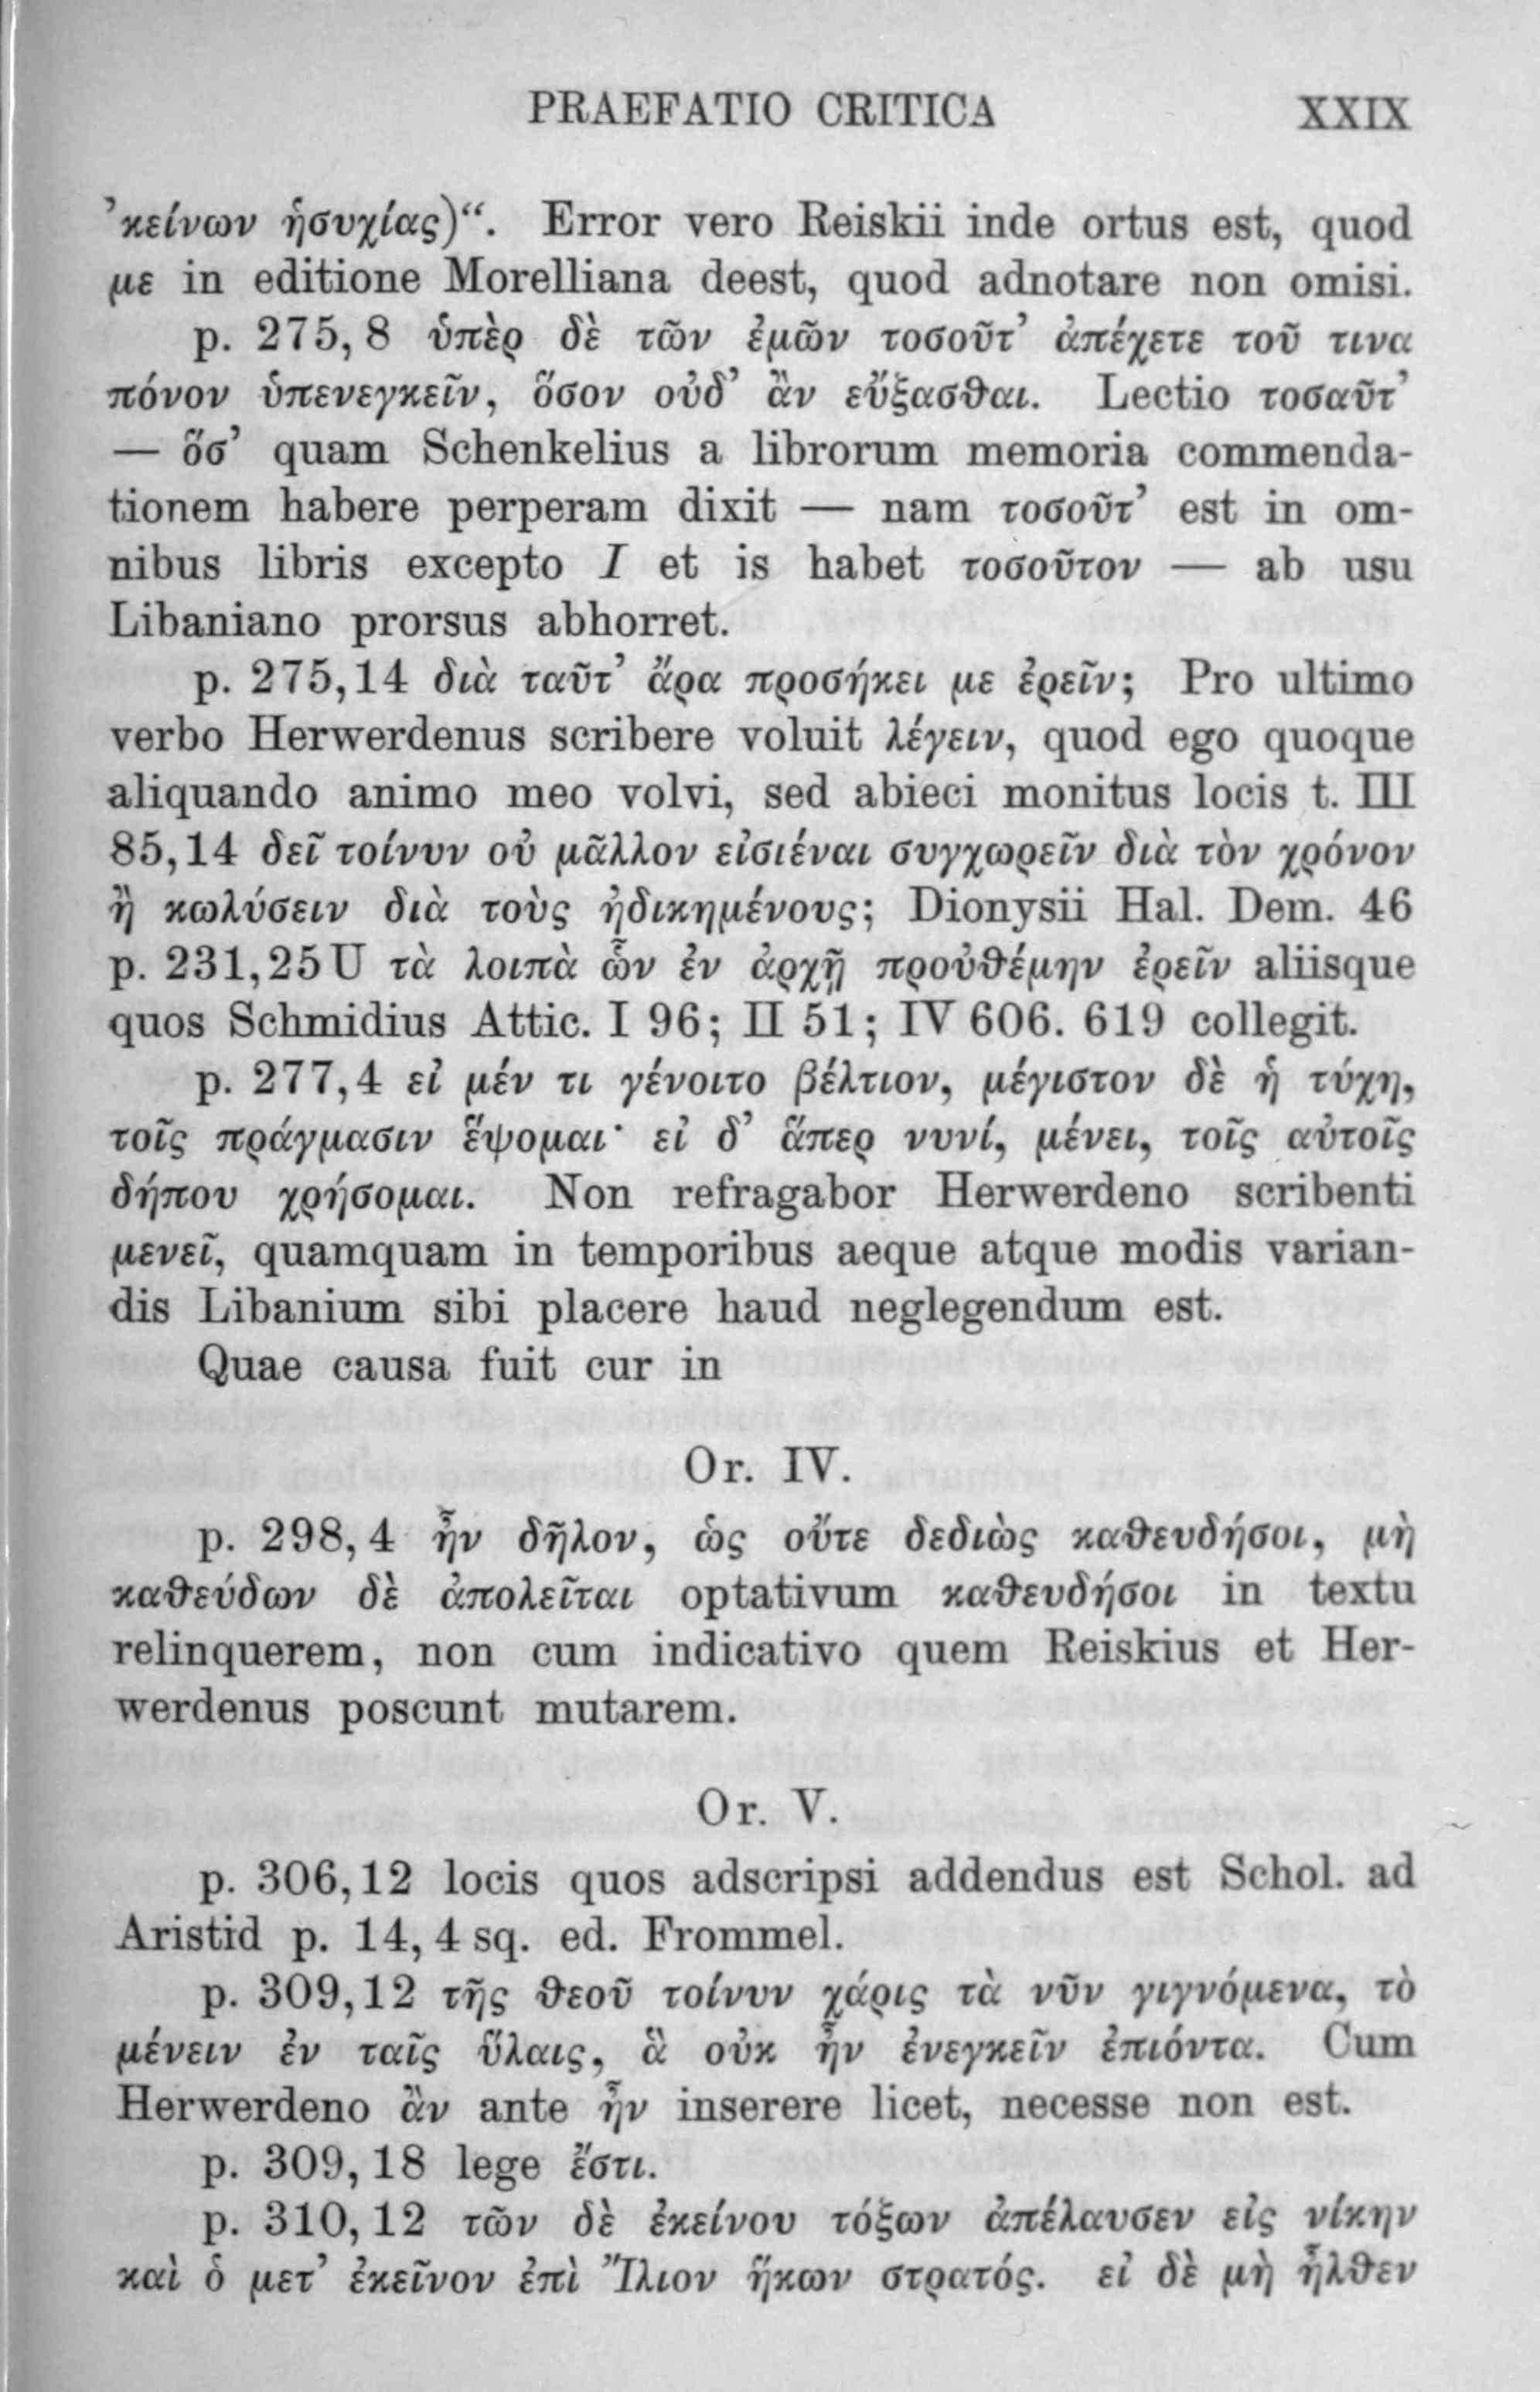 PRAEFATIO CRITICA XXIX
’κείνων ἡσυχίας)“. Error vero Reiskii inde ortus est, quod
με in editione Morelliana deest, quod adnotare non omisi.
p. 275, 8 ὑπὲρ δὲ τῶν ἐμῶν τοσοῦτ’ ἀπέχετε τοῦ τινα
πόνον ὑπενεγκεῖν, ὅσον οὐδ’ ἂν εὔξασθαι. Lectio τοσαῦτ’
— ὅσ’ quam Schenkelius a librorum memoria commenda-
tionem habere perperam dixit — nam τοσοῦτ’ est in om-
nibus libris excepto I et is habet τοσοῦτον — ab usu
Libaniano prorsus abhorret.
p. 275,14 διὰ ταῦτ’ ἄρα προσήκει με ἐρεῖν; Pro ultimo
verbo Herwerdenus scribere voluit λέγειν, quod ego quoque
aliquando animo meo volvi, sed abieci monitus locis t. III
85,14 δεῖ τοίνυν οὐ μᾶλλον εἰσιέναι συγχωρεῖν διὰ τὸν χρόνον
ἢ κωλύσειν διὰ τοὺς ἠδικημένους; Dionysii Hal. Dem. 46
p. 231,25 U τὰ λοιπὰ ὧν ἐν ἀρχῇ προὐθέμην ἐρεῖν aliisque
quos Schmidius Attic. I 96; II 51; IV 606. 619 collegit.
p. 277,4 εἰ μέν τι γένοιτο βέλτιον, μέγιστον δὲ ἡ τύχη,
τοῖς πράγμασιν ἕψομαι· εἰ δ’ ἅπερ νυνί, μένει, τοῖς αὐτοῖς
δήπου χρήσομαι. Non refragabor Herwerdeno scribenti
μενεῖ, quamquam in temporibus aeque atque modis varian-
dis Libanium sibi placere haud neglegendum est.
Quae causa fuit cur in
Or. IV.
p. 298, 4 ἦν δῆλον, ὡς οὔτε δεδιὼς καθευδήσοι, μὴ
καθεύδων δὲ ἀπολεῖται optativum καθευδήσοι in textu
relinquerem, non cum indicativo quem Reiskius et Her-
werdenus poscunt mutarem.
Or. V.
p. 306,12 locis quos adscripsi addendus est Schol. ad
Aristid p. 14, 4 sq. ed. Frommel.
p. 309,12 τῆς θεοῦ τοίνυν χάρις τὰ νῦν γιγνόμενα, τὸ
μένειν ἐν ταῖς ὕλαις, ἃ οὐκ ἦν ἐνεγκεῖν ἐπιόντα. Cum
Herwerdeno ἂν ante ἦν inserere licet, necesse non est.
p. 309, 18 lege ἔστι.
p. 310, 12 τῶν δὲ ἐκείνου τόξων ἀπέλαυσεν εἰς νίκην
καὶ ὁ μετ’ ἐκεῖνον ἐπὶ Ἴλιον ἥκων στρατός. εἰ δὲ μὴ ἦλθεν